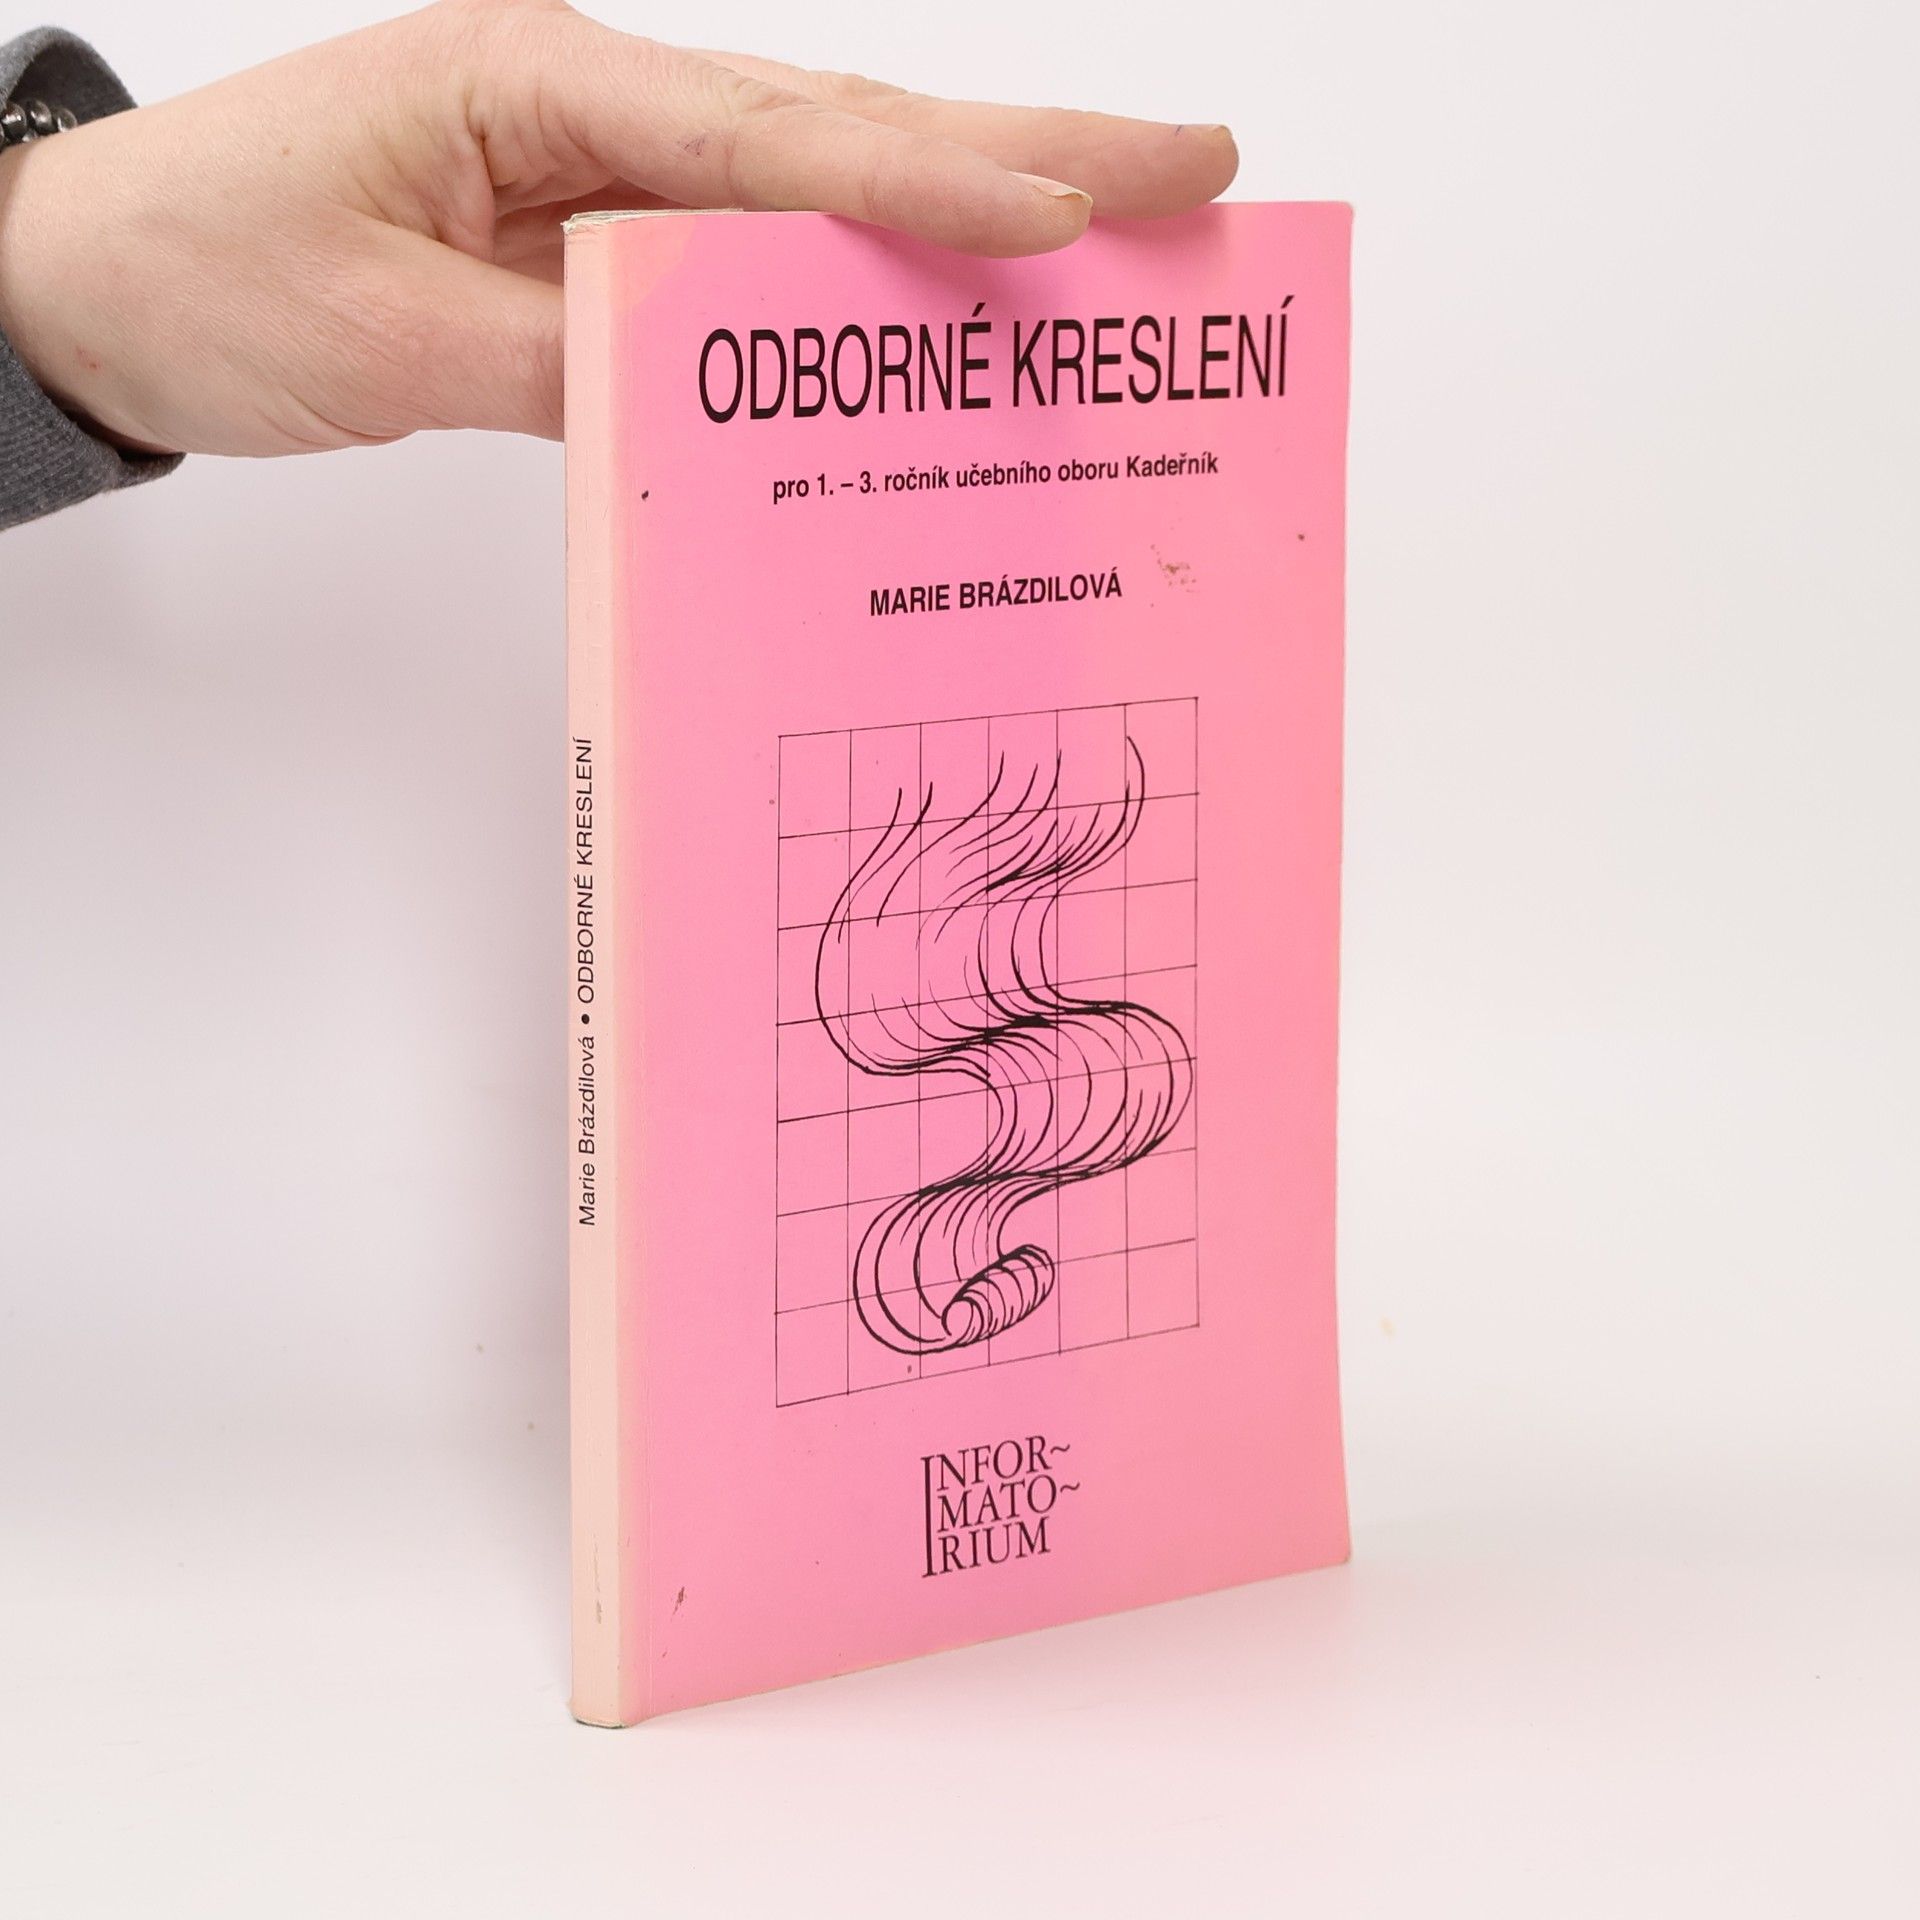 ODBORNÉ KRESLENÍ
pro 1. – 3. ročník učebního oboru Kadeřník
MARIE BRÁZDILOVÁ
INFOR~
MATO~
RIUM
Marie Brázdilová • ODBORNÉ KRESLENÍ